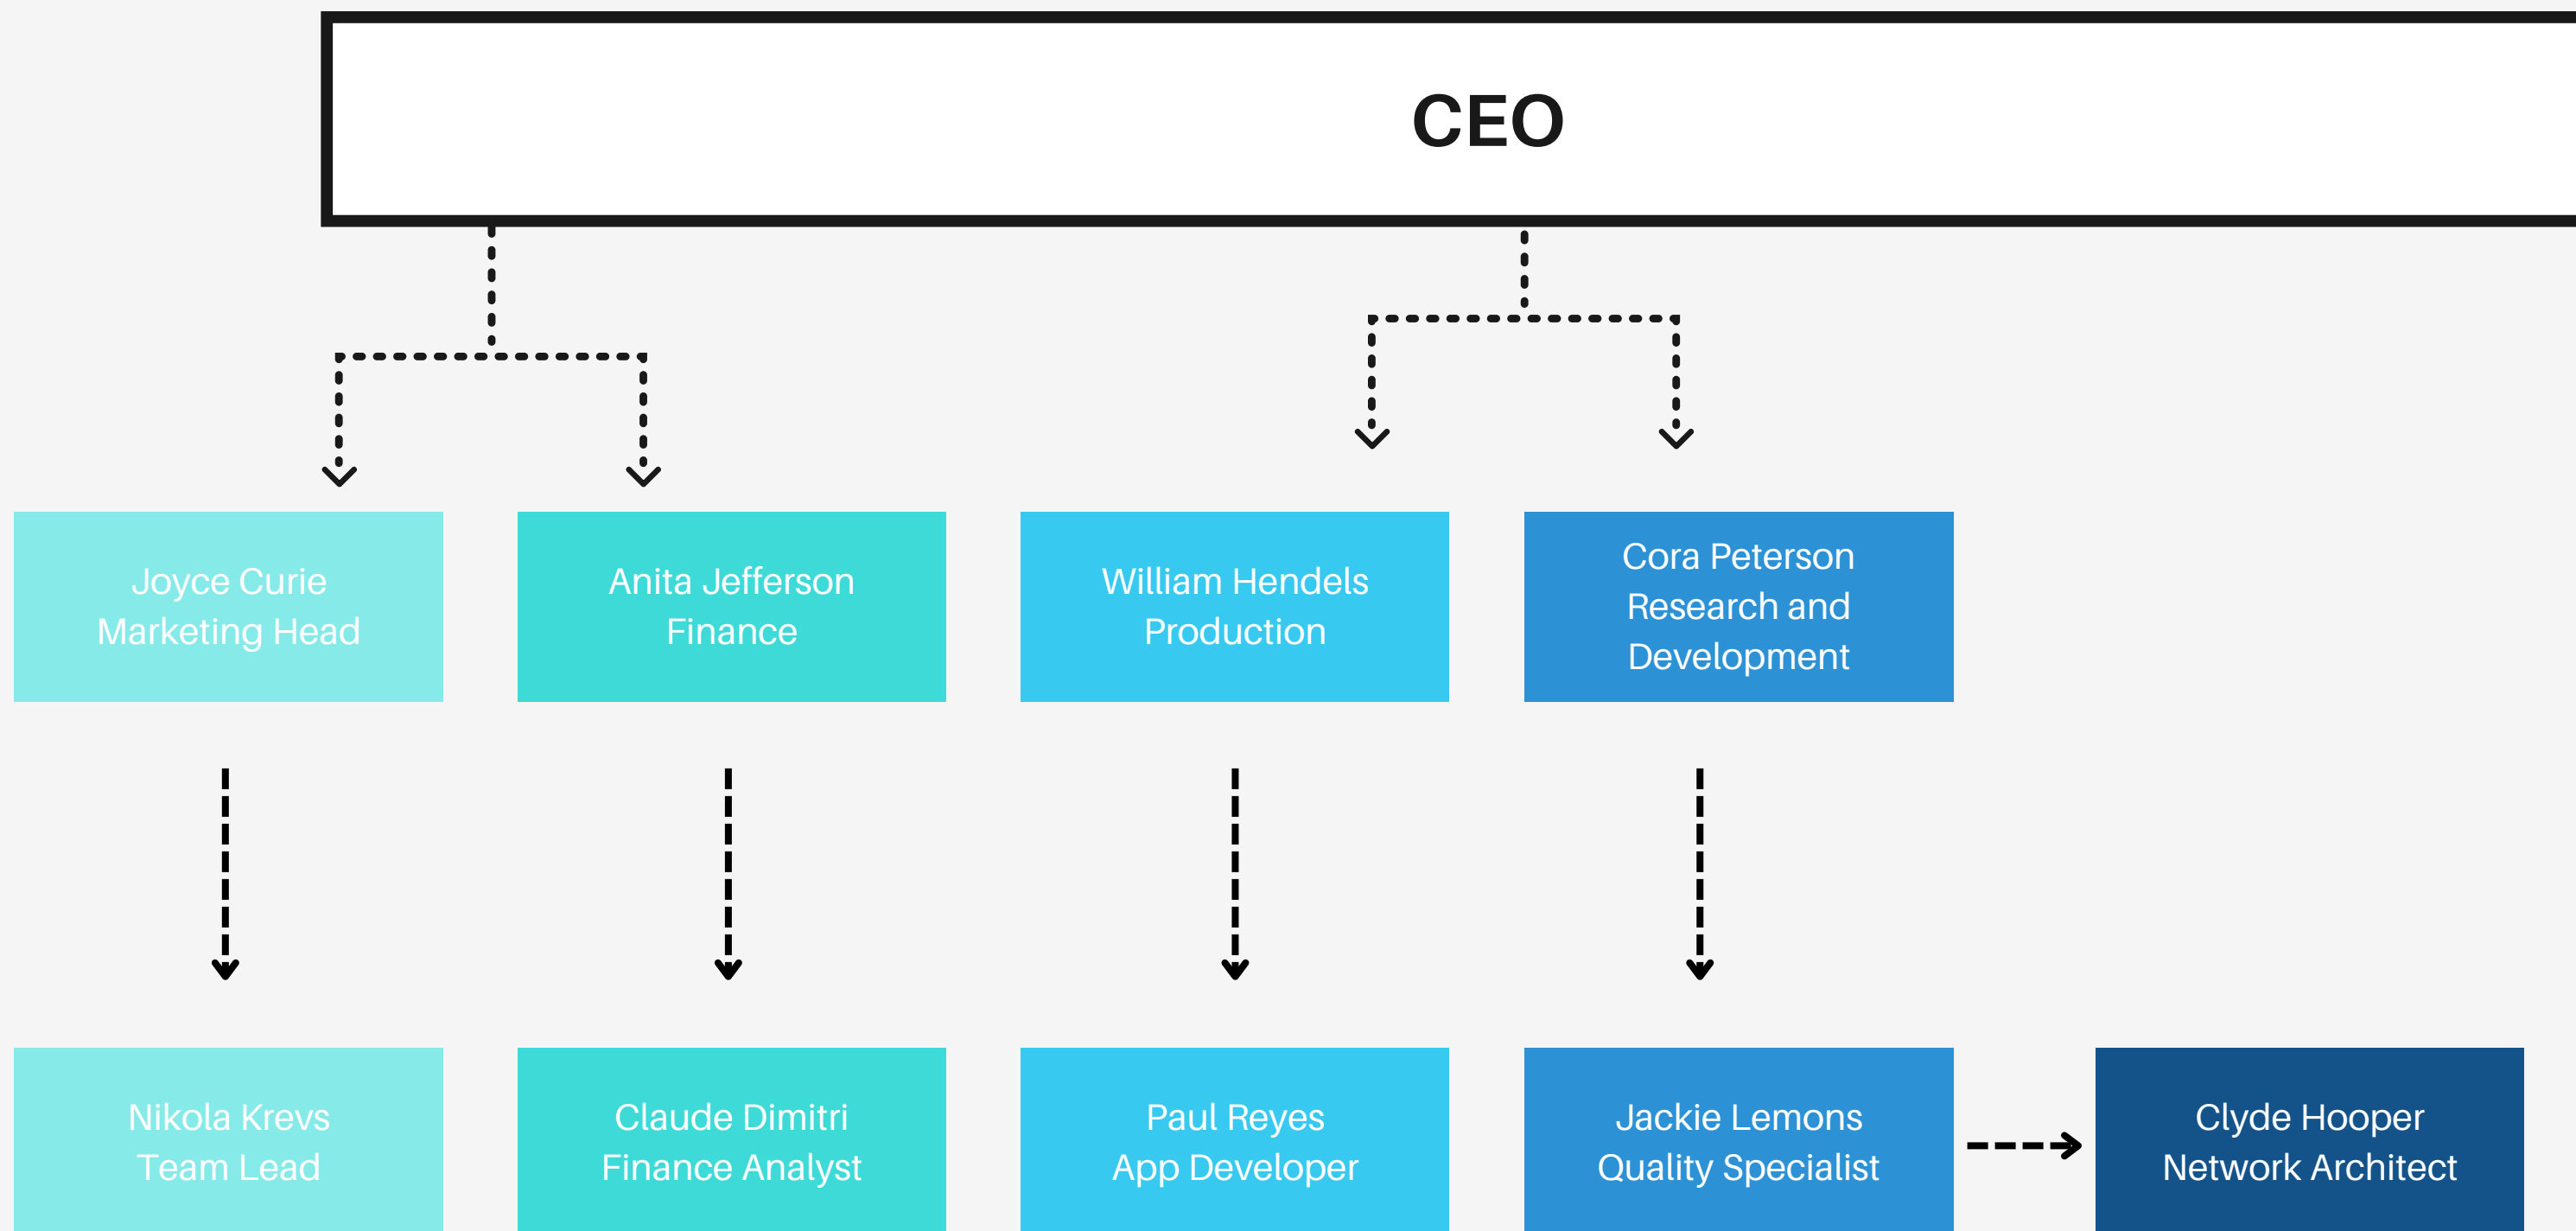 CEO
Joyce Curie
Marketing Head
Anita Jefferson
Finance
William Hendels
Production
Cora Peterson
Research and
Development
Nikola Krevs
Team Lead
Claude Dimitri
Finance Analyst
Paul Reyes
App Developer
Jackie Lemons
Quality Specialist
Clyde Hooper
Network Architect